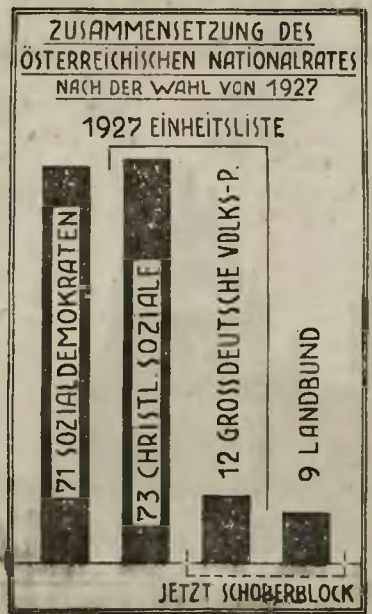 ZUSAMMENSETZUNG DES
ÖSTERREICHISCHEN NATIONALRATES
NACH DER WAHL VON 1927
1927 EINHEITSLISTE
71 SOZIALDEMOKRATEN
73 CHRISTL. SOZIALE
12 GROSSDEUTSCHE VOLKS-P.
9 LANDBUND
JETZT SCHOBERBLOCK